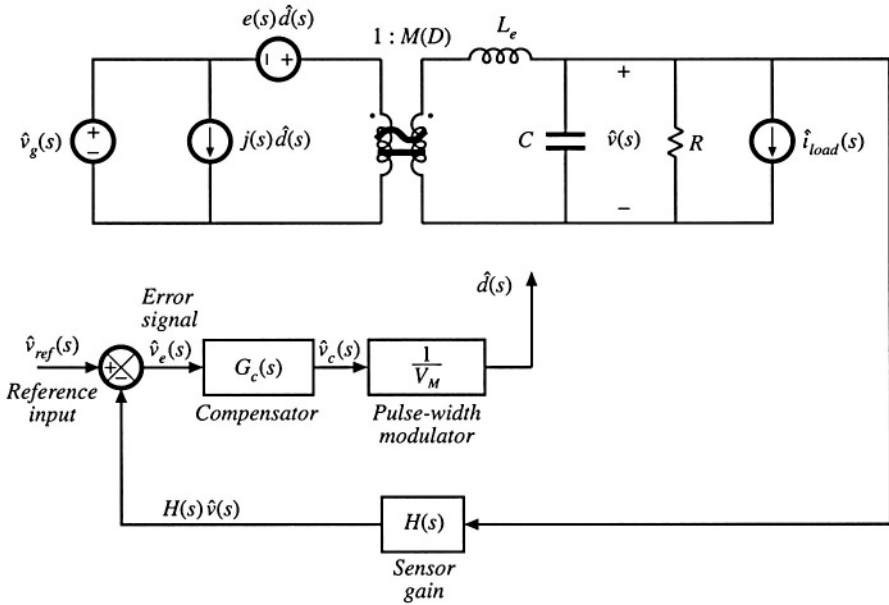 e(s) d̂(s)
1 : M(D)
L_e
+
− +
+
−
v̂_g(s)
j(s) d̂(s)
C
v̂(s)
R
î_load(s)
−
d̂(s)
Error
signal
v̂_ref(s)
v̂_e(s)
v̂_c(s)
+
−
G_c(s)
1
V_M
Reference
input
Compensator
Pulse-width
modulator
H(s) v̂(s)
H(s)
Sensor
gain